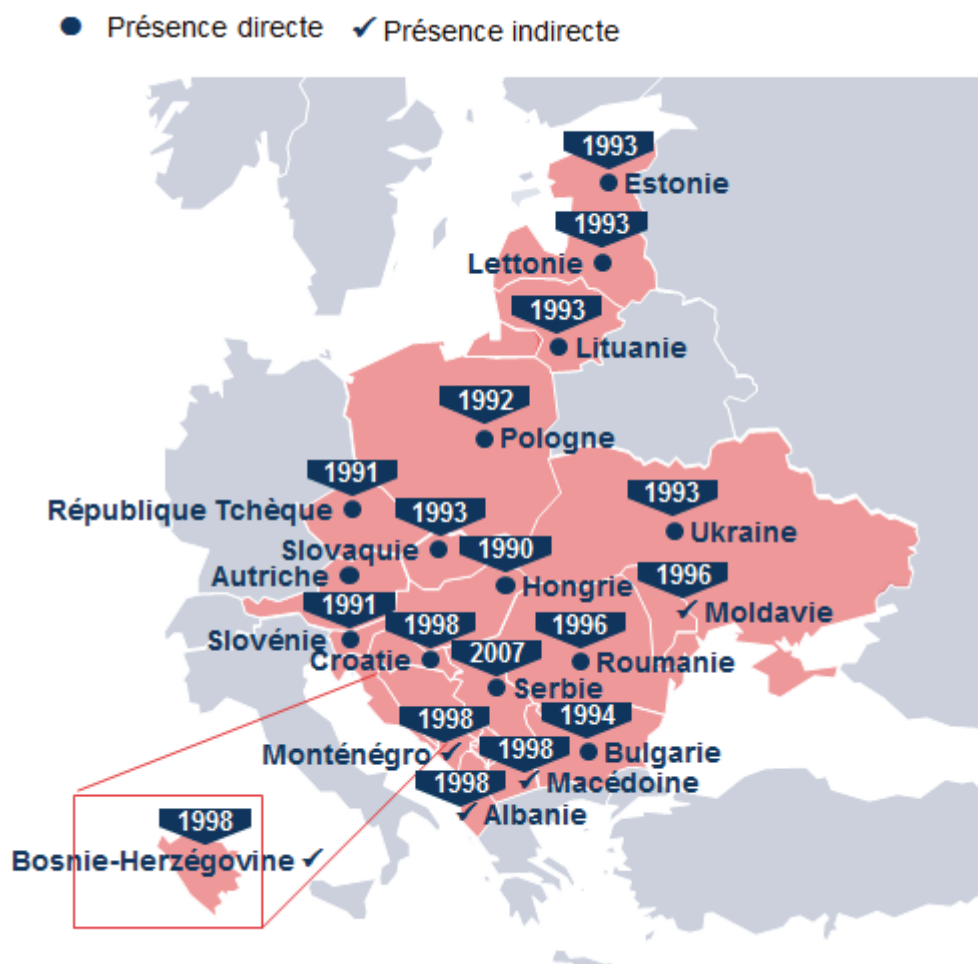 ● Présence directe ✓ Présence indirecte
1993
Estonie
1993
Lettonie
1993
Lituanie
1992
Pologne
1991
République Tchèque
1993
Slovaquie
1993
Ukraine
1990
Hongrie
Autriche
1996
Moldavie
1991
Slovénie
1998
Croatie
1996
Roumanie
2007
Serbie
1998
Monténégro
1994
Bulgarie
1998
Macédoine
1998
Albanie
1998
Bosnie-Herzégovine